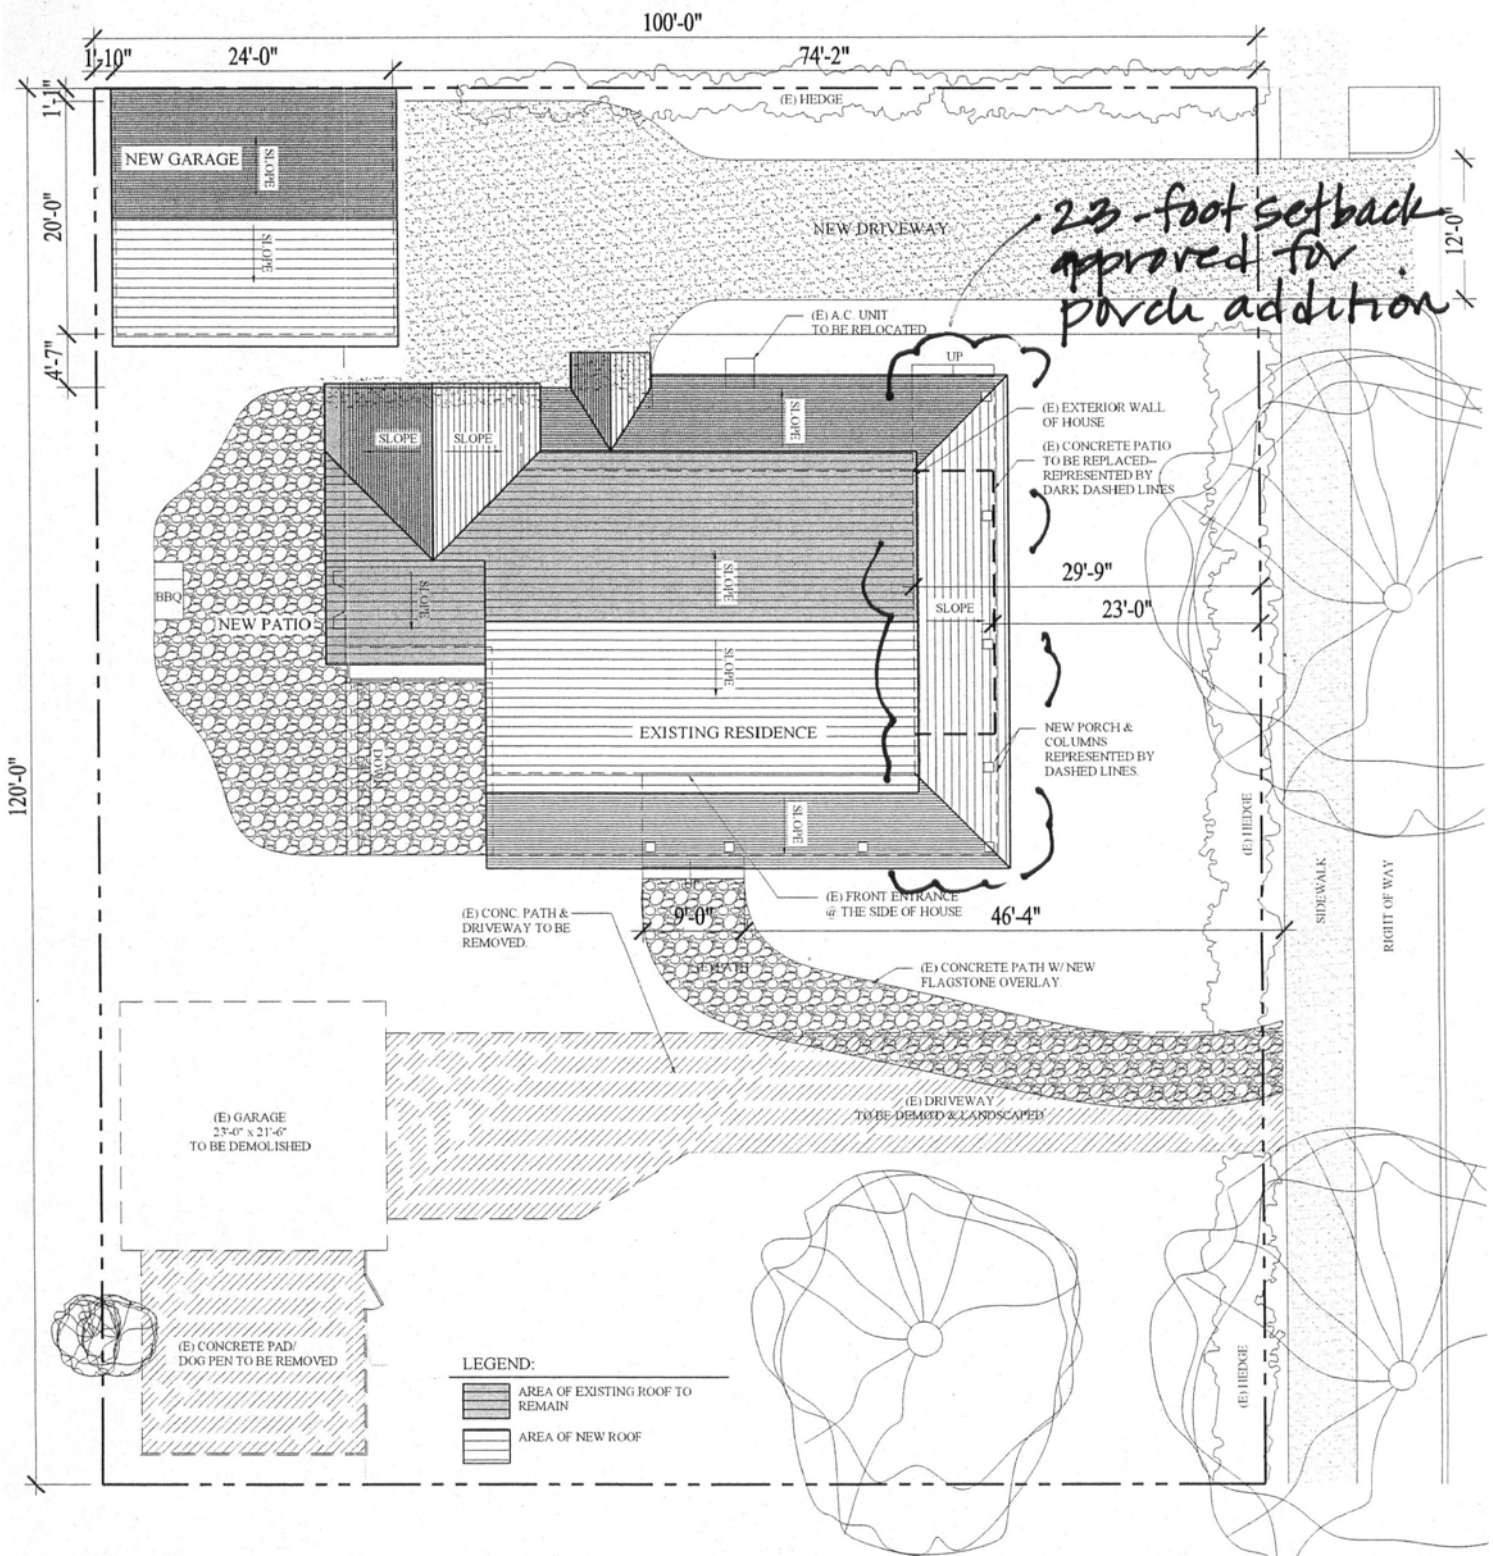 100'-0"
1'-10"
24'-0"
74'-2"
1'-1"
(E) HEDGE
NEW GARAGE
SLOPE
20'-0"
23-foot setback
approved for
porch addition
NEW DRIVEWAY
12'-0"
SLOPE
(E) A.C. UNIT
TO BE RELOCATED
4'-7"
UP
(E) EXTERIOR WALL
OF HOUSE
SLOPE
SLOPE
SLOPE
(E) CONCRETE PATIO
TO BE REPLACED--
REPRESENTED BY
DARK DASHED LINES
29'-9"
SLOPE
SLOPE
BBQ
NEW PATIO
SLOPE
23'-0"
SLOPE
EXISTING RESIDENCE
NEW PORCH &
COLUMNS
REPRESENTED BY
DASHED LINES.
DOWN
120'-0"
SLOPE
(E) HEDGE
SIDEWALK
RIGHT OF WAY
UP
(E) FRONT ENTRANCE
@ THE SIDE OF HOUSE
9'-0"
46'-4"
(E) CONC. PATH &
DRIVEWAY TO BE
REMOVED.
(E) PATH
(E) CONCRETE PATH W/ NEW
FLAGSTONE OVERLAY.
(E) GARAGE
23'-0" x 21'-6"
TO BE DEMOLISHED
(E) DRIVEWAY
TO BE DEMO'D & LANDSCAPED
(E) CONCRETE PAD/
DOG PEN TO BE REMOVED
LEGEND:
AREA OF EXISTING ROOF TO
REMAIN
AREA OF NEW ROOF
(E) HEDGE